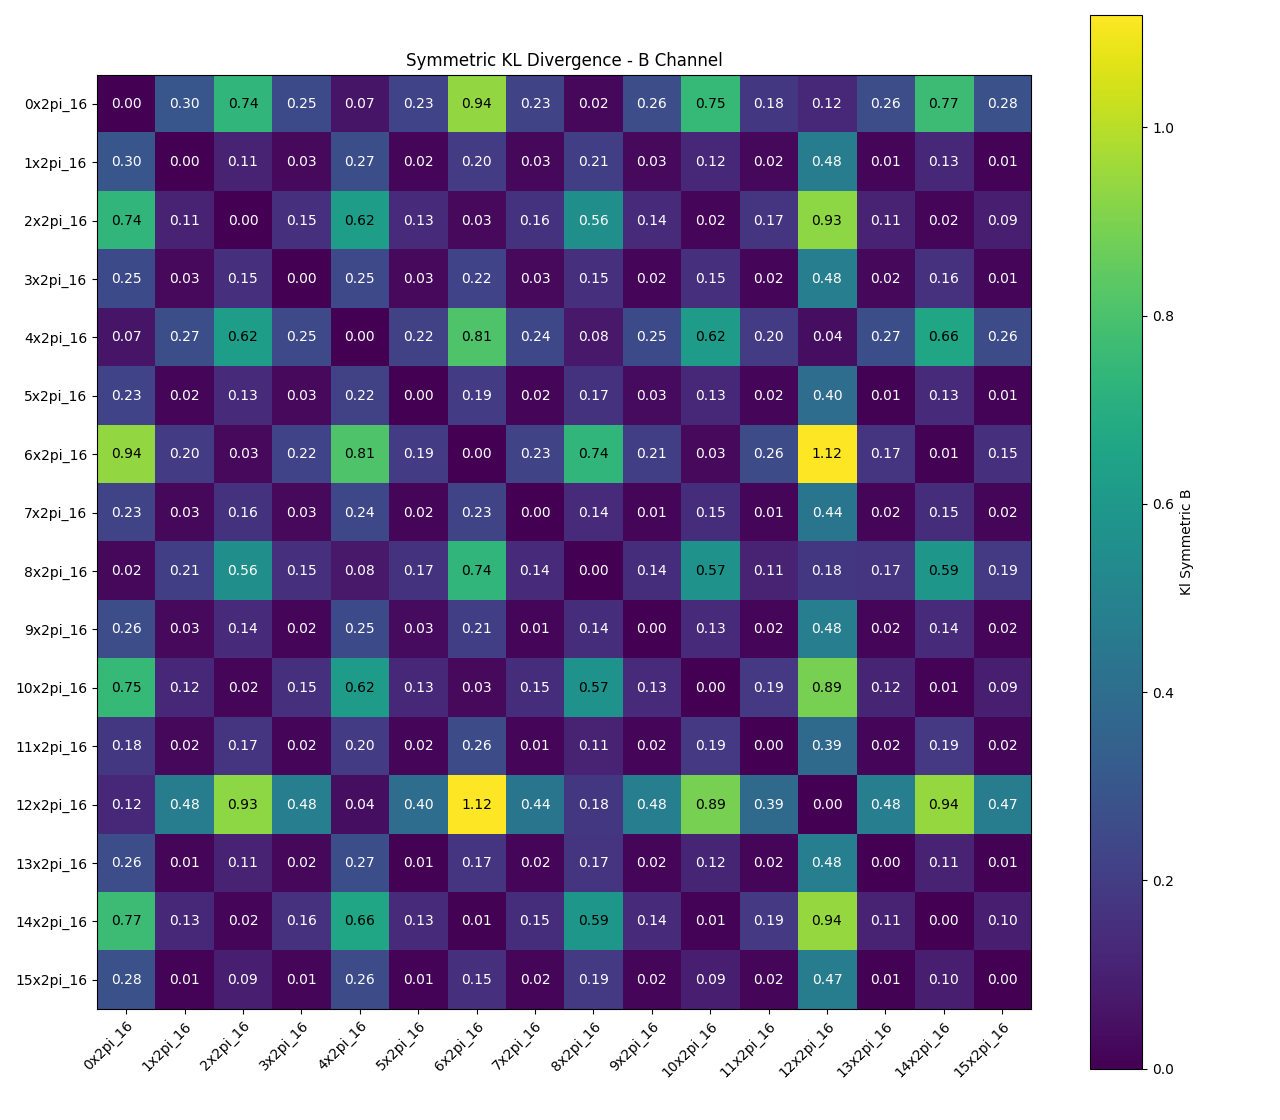 Symmetric KL Divergence - B Channel
0x2pi_16 0.00 0.30 0.74 0.25 0.07 0.23 0.94 0.23 0.02 0.26 0.75 0.18 0.12 0.26 0.77 0.28
1x2pi_16 0.30 0.00 0.11 0.03 0.27 0.02 0.20 0.03 0.21 0.03 0.12 0.02 0.48 0.01 0.13 0.01
2x2pi_16 0.74 0.11 0.00 0.15 0.62 0.13 0.03 0.16 0.56 0.14 0.02 0.17 0.93 0.11 0.02 0.09
3x2pi_16 0.25 0.03 0.15 0.00 0.25 0.03 0.22 0.03 0.15 0.02 0.15 0.02 0.48 0.02 0.16 0.01
4x2pi_16 0.07 0.27 0.62 0.25 0.00 0.22 0.81 0.24 0.08 0.25 0.62 0.20 0.04 0.27 0.66 0.26
5x2pi_16 0.23 0.02 0.13 0.03 0.22 0.00 0.19 0.02 0.17 0.03 0.13 0.02 0.40 0.01 0.13 0.01
6x2pi_16 0.94 0.20 0.03 0.22 0.81 0.19 0.00 0.23 0.74 0.21 0.03 0.26 1.12 0.17 0.01 0.15
7x2pi_16 0.23 0.03 0.16 0.03 0.24 0.02 0.23 0.00 0.14 0.01 0.15 0.01 0.44 0.02 0.15 0.02
8x2pi_16 0.02 0.21 0.56 0.15 0.08 0.17 0.74 0.14 0.00 0.14 0.57 0.11 0.18 0.17 0.59 0.19
9x2pi_16 0.26 0.03 0.14 0.02 0.25 0.03 0.21 0.01 0.14 0.00 0.13 0.02 0.48 0.02 0.14 0.02
10x2pi_16 0.75 0.12 0.02 0.15 0.62 0.13 0.03 0.15 0.57 0.13 0.00 0.19 0.89 0.12 0.01 0.09
11x2pi_16 0.18 0.02 0.17 0.02 0.20 0.02 0.26 0.01 0.11 0.02 0.19 0.00 0.39 0.02 0.19 0.02
12x2pi_16 0.12 0.48 0.93 0.48 0.04 0.40 1.12 0.44 0.18 0.48 0.89 0.39 0.00 0.48 0.94 0.47
13x2pi_16 0.26 0.01 0.11 0.02 0.27 0.01 0.17 0.02 0.17 0.02 0.12 0.02 0.48 0.00 0.11 0.01
14x2pi_16 0.77 0.13 0.02 0.16 0.66 0.13 0.01 0.15 0.59 0.14 0.01 0.19 0.94 0.11 0.00 0.10
15x2pi_16 0.28 0.01 0.09 0.01 0.26 0.01 0.15 0.02 0.19 0.02 0.09 0.02 0.47 0.01 0.10 0.00
0x2pi_16 1x2pi_16 2x2pi_16 3x2pi_16 4x2pi_16 5x2pi_16 6x2pi_16 7x2pi_16 8x2pi_16 9x2pi_16 10x2pi_16 11x2pi_16 12x2pi_16 13x2pi_16 14x2pi_16 15x2pi_16
1.0
0.8
0.6
0.4
0.2
0.0
Kl Symmetric B